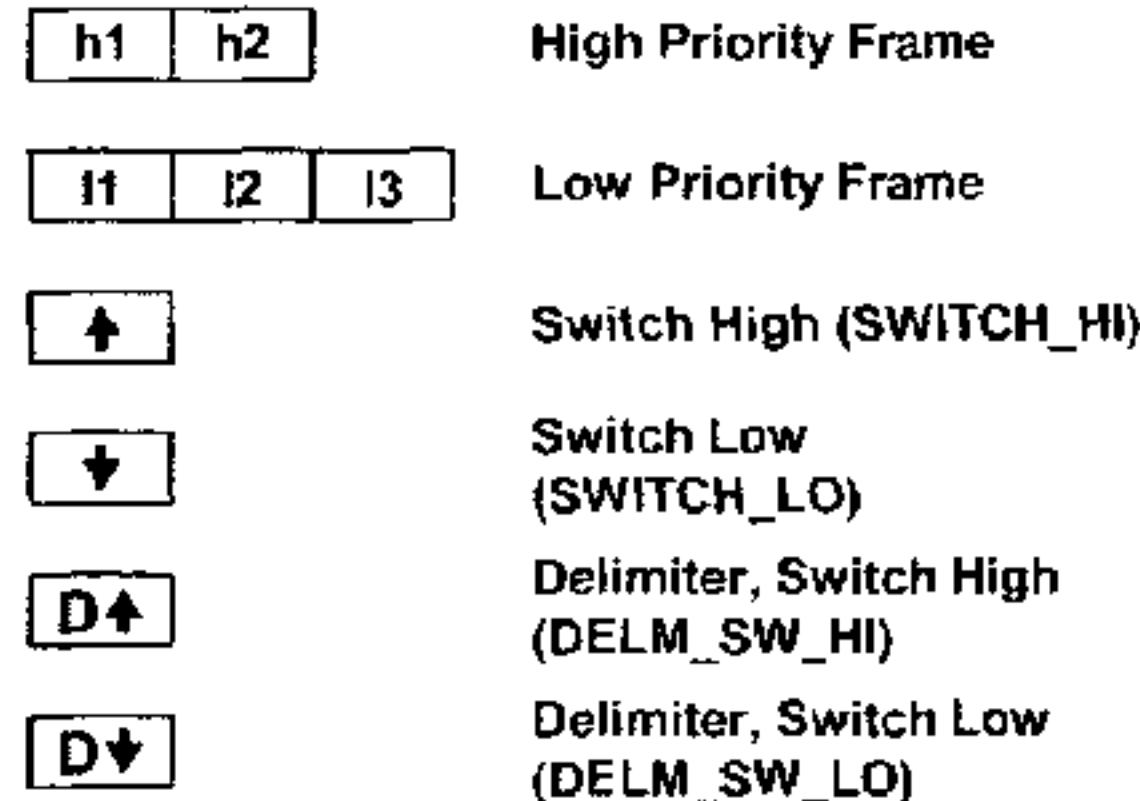 h1 h2 High Priority Frame
l1 l2 l3 Low Priority Frame
↑ Switch High (SWITCH_HI)
↓ Switch Low
(SWITCH_LO)
D↑ Delimiter, Switch High
(DELM_SW_HI)
D↓ Delimiter, Switch Low
(DELM_SW_LO)